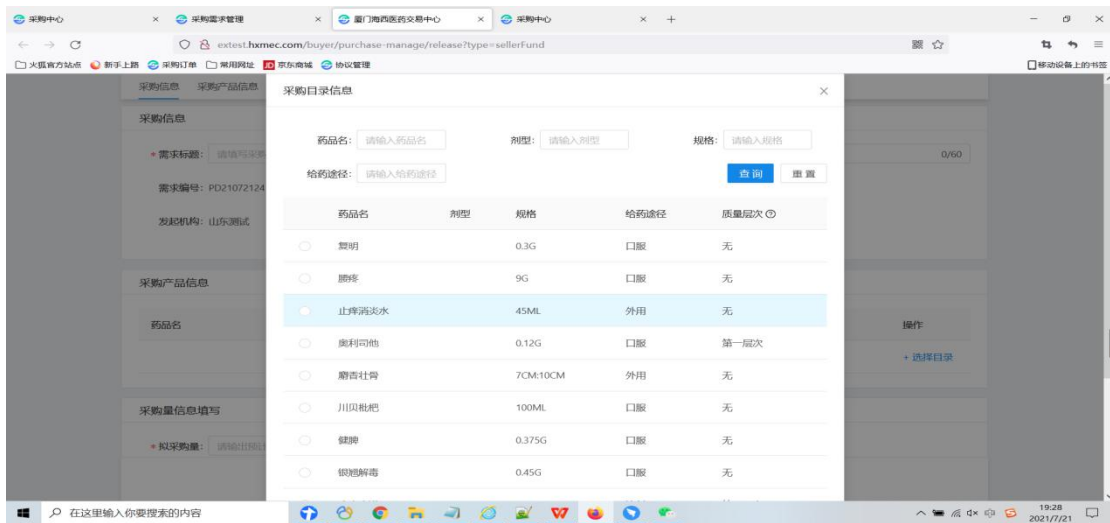 采购中心 采购需求管理 厦门海西医药交易中心 采购中心
extest.hxmec.com/buyer/purchase-manage/release?type=sellerFund
火狐官方站点 新手上路 采购订单 常用网址 京东商城 协议管理 移动设备上的书签
采购信息 采购产品信息 采购目录信息
采购信息
药品名: 请输入药品名 剂型: 请输入剂型 规格: 请输入规格
需求标题: 请填写采购 0/60
给药途径: 请输入给药途径 查询 重置
需求编号: PD21072124
药品名 剂型 规格 给药途径 质量层次
发起机构: 山东测试
复明 0.3G 口服 无
采购产品信息
腰疼 9G 口服 无
止痒消淡水 45ML 外用 无
药品名 操作
奥利司他 0.12G 口服 第一层次
+ 选择目录
麝香壮骨 7CM:10CM 外用 无
川贝枇杷 100ML 口服 无
采购量信息填写
健脾 0.375G 口服 无
拟采购量:
银翘解毒 0.45G 口服 无
在这里输入你要搜索的内容
19:28
2021/7/21